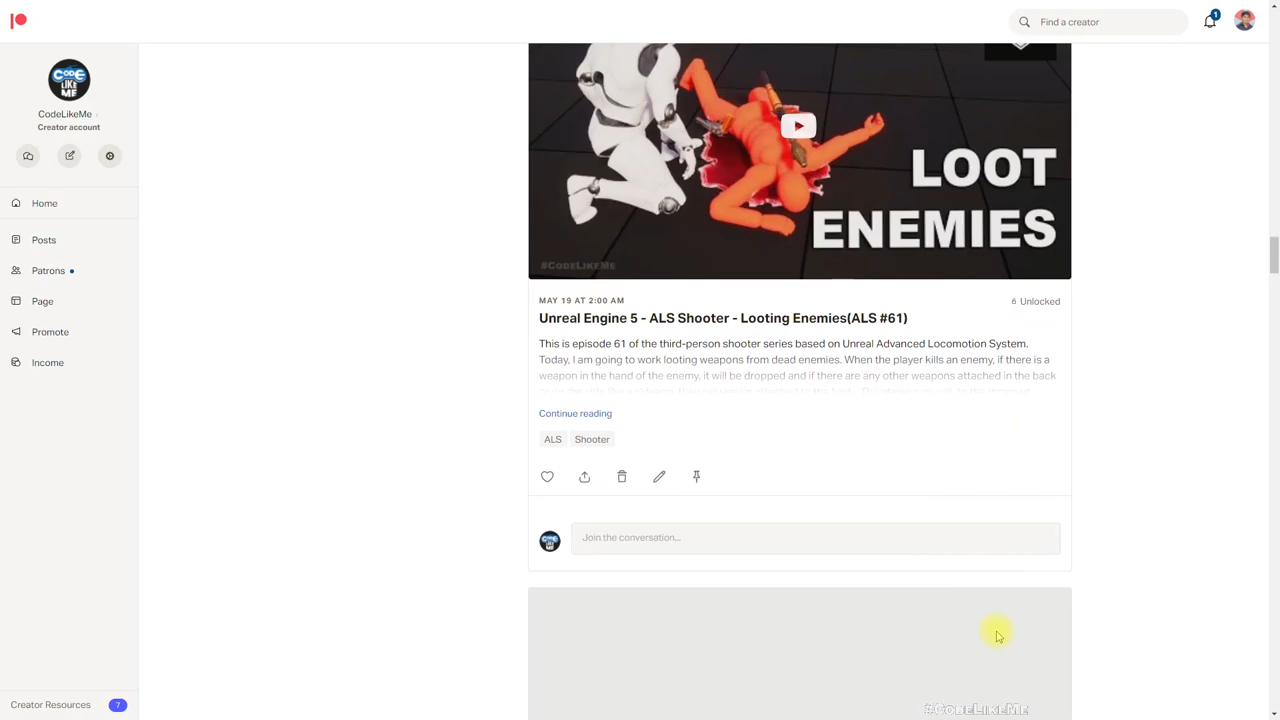 Find a creator
1
CODE
LIKE
ME
CodeLikeMe
Creator account
Home
Posts
Patrons
Page
Promote
Income
Creator Resources
7
LOOT
ENEMIES
#CODELIKEME
MAY 19 AT 2:00 AM
6 Unlocked
Unreal Engine 5 - ALS Shooter - Looting Enemies(ALS #61)
This is episode 61 of the third-person shooter series based on Unreal Advanced Locomotion System.
Today, I am going to work looting weapons from dead enemies. When the player kills an enemy, if there is a
weapon in the hand of the enemy, it will be dropped and if there are any other weapons attached in the back
Continue reading
ALS
Shooter
Join the conversation...
#CODELIKEME